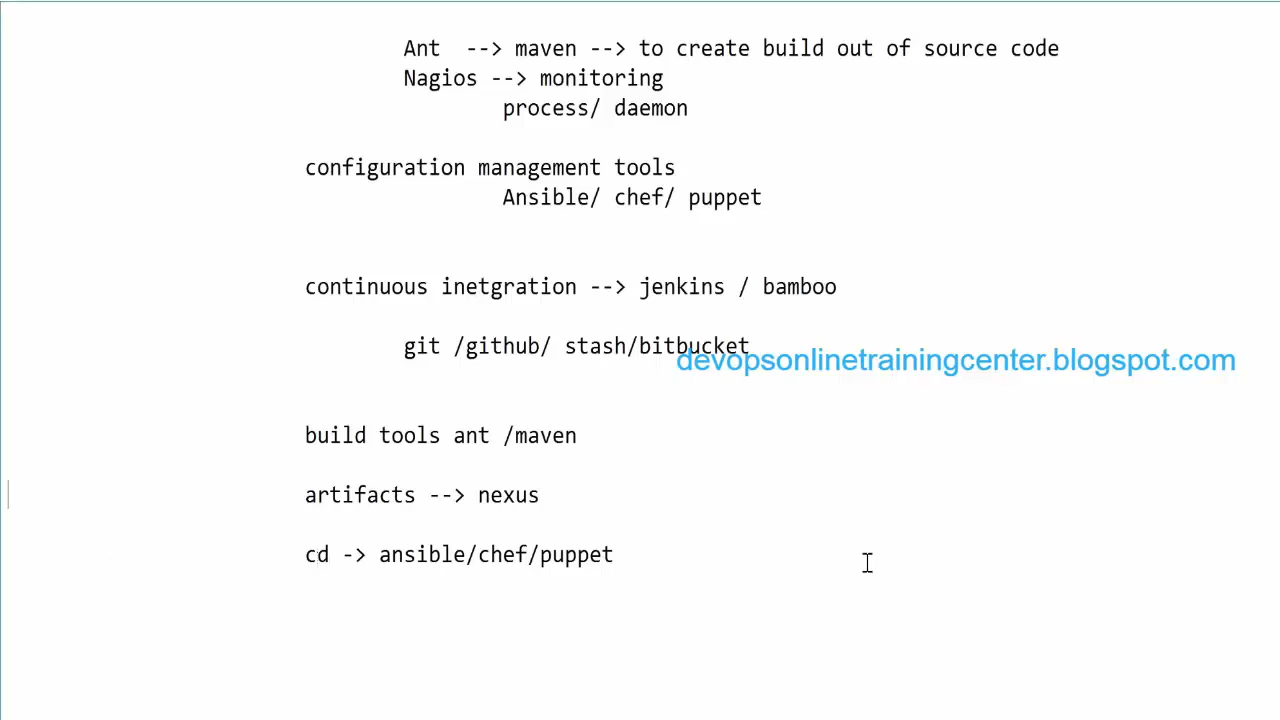 Ant --> maven --> to create build out of source code
Nagios --> monitoring
process/ daemon
configuration management tools
Ansible/ chef/ puppet
continuous inetgration --> jenkins / bamboo
git /github/ stash/bitbucket
devopsonlinetrainingcenter.blogspot.com
build tools ant /maven
artifacts --> nexus
cd -> ansible/chef/puppet